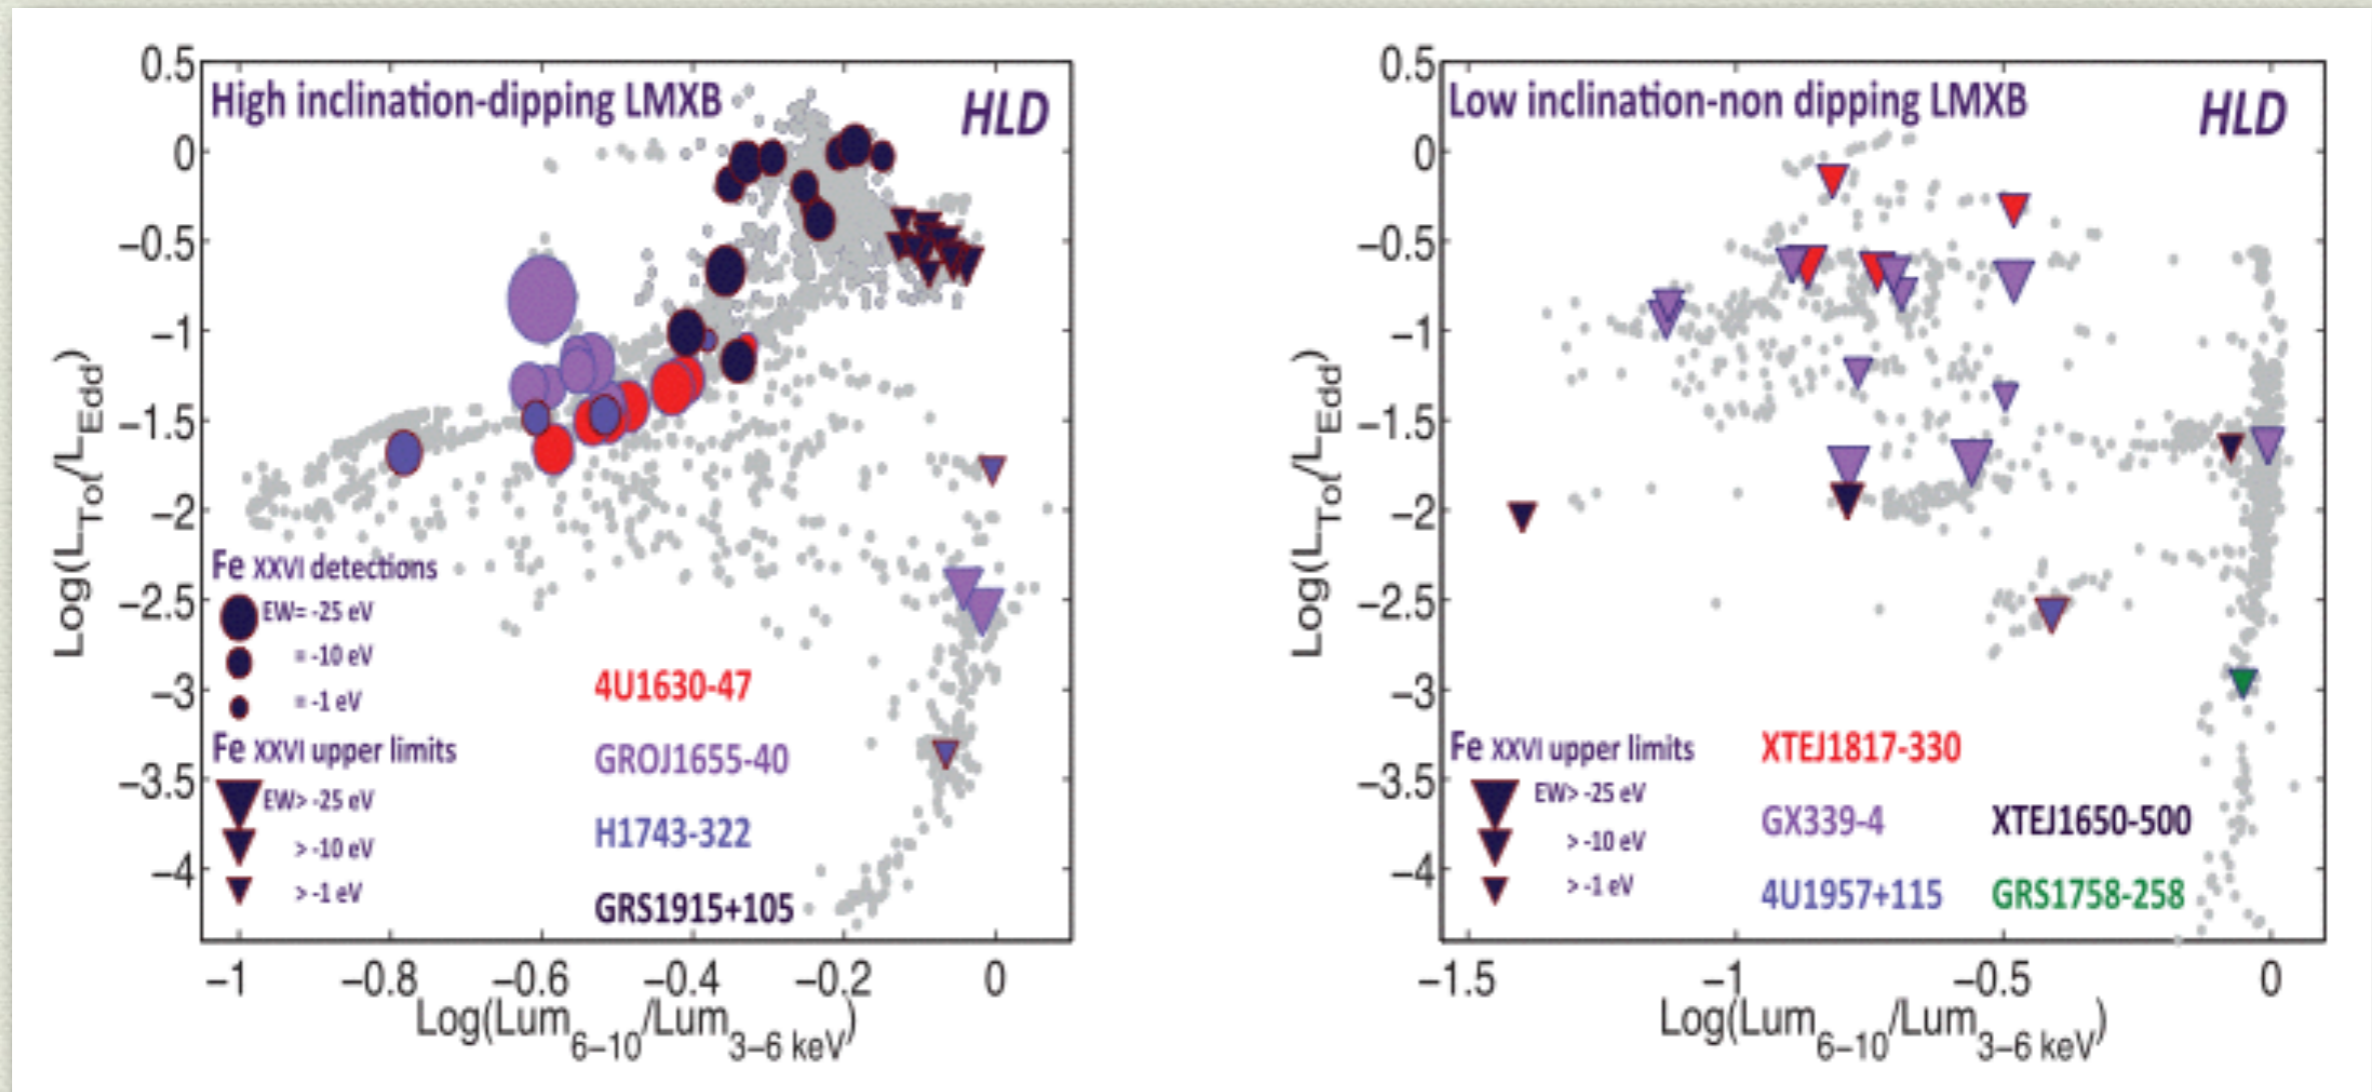 High inclination-dipping LMXB
HLD
0.5
0
−0.5
−1
−1.5
−2
−2.5
−3
−3.5
−4
Log(L_Tot/L_Edd)
Fe XXVI detections
EW= -25 eV
= -10 eV
= -1 eV
Fe XXVI upper limits
EW> -25 eV
> -10 eV
> -1 eV
4U1630-47
GROJ1655-40
H1743-322
GRS1915+105
−1 −0.8 −0.6 −0.4 −0.2 0
Log(Lum_6−10/Lum_3−6 keV)
Low inclination-non dipping LMXB
HLD
0.5
0
−0.5
−1
−1.5
−2
−2.5
−3
−3.5
−4
Log(L_Tot/L_Edd)
Fe XXVI upper limits
EW> -25 eV
> -10 eV
> -1 eV
XTEJ1817-330
GX339-4 XTEJ1650-500
4U1957+115 GRS1758-258
−1.5 −1 −0.5 0
Log(Lum_6−10/Lum_3−6 keV)